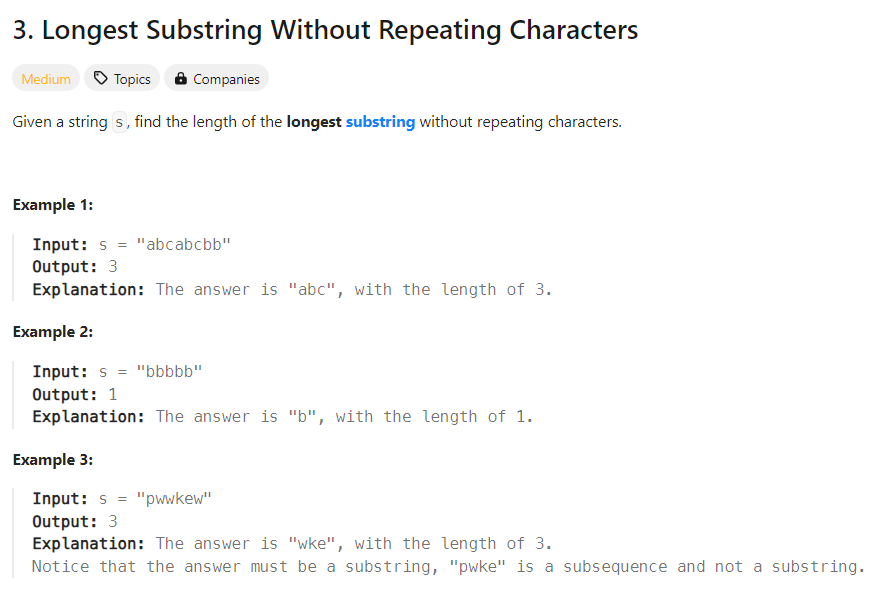 3. Longest Substring Without Repeating Characters
Medium Topics Companies
Given a string s, find the length of the longest substring without repeating characters.
Example 1:
Input: s = "abcabcbb"
Output: 3
Explanation: The answer is "abc", with the length of 3.
Example 2:
Input: s = "bbbbb"
Output: 1
Explanation: The answer is "b", with the length of 1.
Example 3:
Input: s = "pwwkew"
Output: 3
Explanation: The answer is "wke", with the length of 3.
Notice that the answer must be a substring, "pwke" is a subsequence and not a substring.